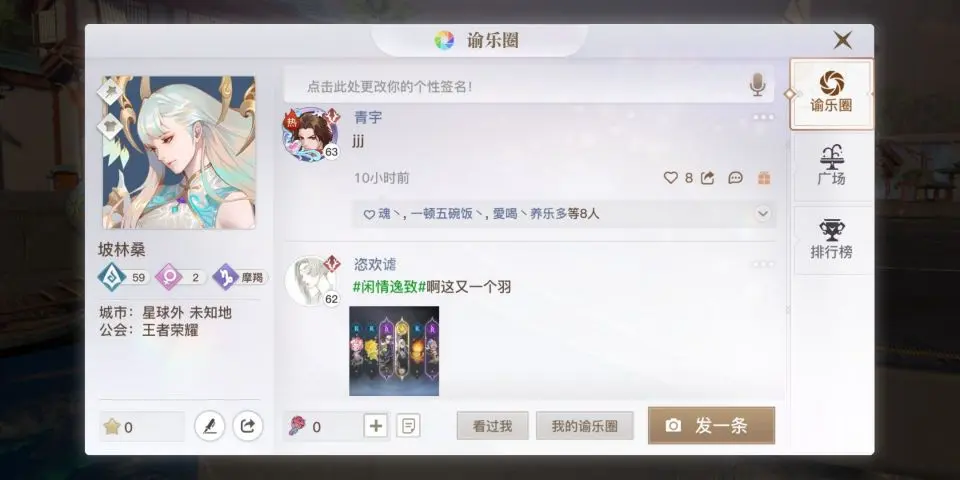 谕乐圈
点击此处更改你的个性签名!
热
青宇
63
jjj
10小时前
8
魂丶, 一顿五碗饭丶, 愛喝丶养乐多等8人
恣欢谑
62
#闲情逸致#啊这又一个羽
坡林桑
59
2
摩羯
城市: 星球外 未知地
公会: 王者荣耀
0
0
看过我
我的谕乐圈
发一条
谕乐圈
广场
排行榜